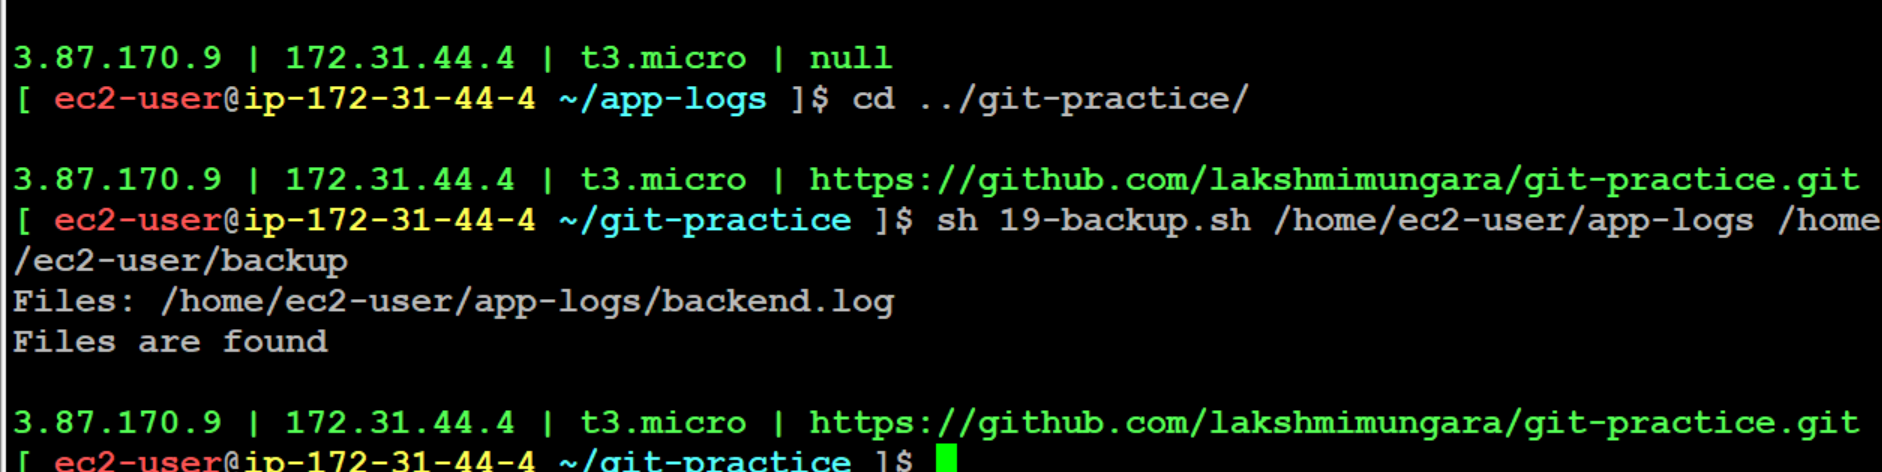 3.87.170.9 | 172.31.44.4 | t3.micro | null
[ ec2-user@ip-172-31-44-4 ~/app-logs ]$ cd ../git-practice/
3.87.170.9 | 172.31.44.4 | t3.micro | https://github.com/lakshmimungara/git-practice.git
[ ec2-user@ip-172-31-44-4 ~/git-practice ]$ sh 19-backup.sh /home/ec2-user/app-logs /home
/ec2-user/backup
Files: /home/ec2-user/app-logs/backend.log
Files are found
3.87.170.9 | 172.31.44.4 | t3.micro | https://github.com/lakshmimungara/git-practice.git
[ ec2-user@ip-172-31-44-4 ~/git-practice ]$